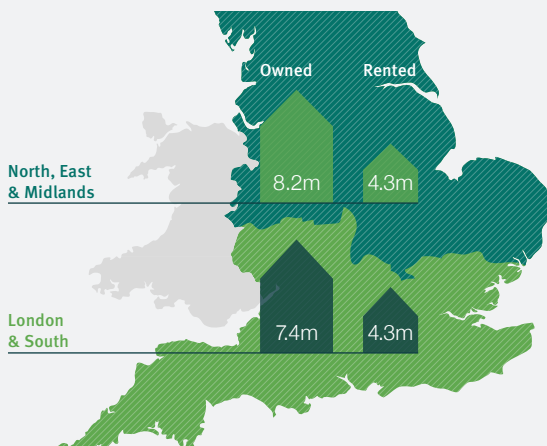 Owned Rented
North, East
& Midlands
8.2m 4.3m
London
& South
7.4m 4.3m